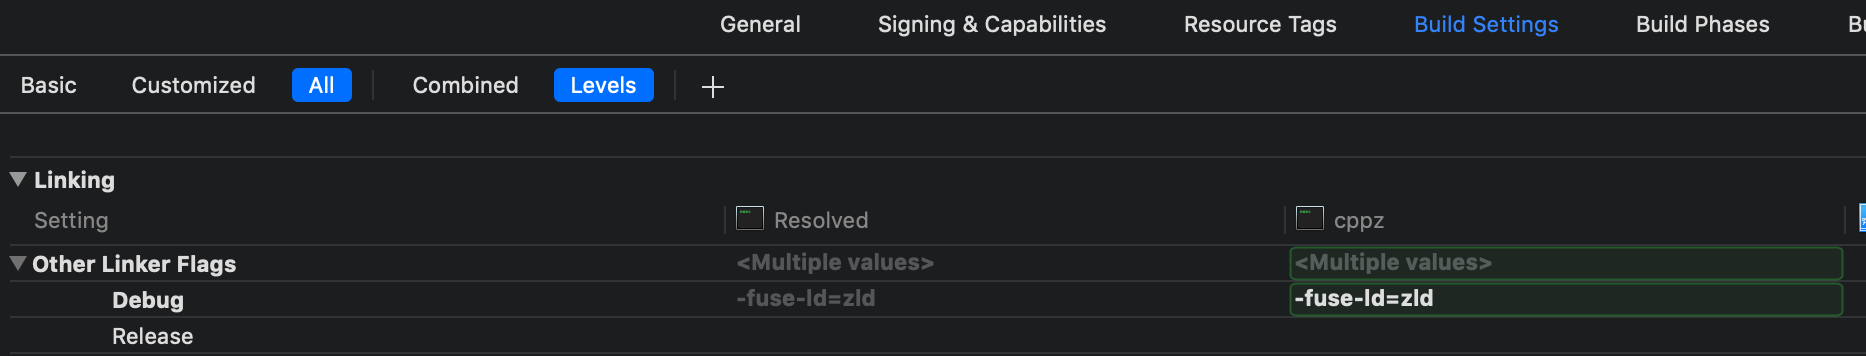 General Signing & Capabilities Resource Tags Build Settings Build Phases
Basic Customized All Combined Levels +
Linking
Setting Resolved cppz
Other Linker Flags <Multiple values> <Multiple values>
Debug -fuse-ld=zld -fuse-ld=zld
Release